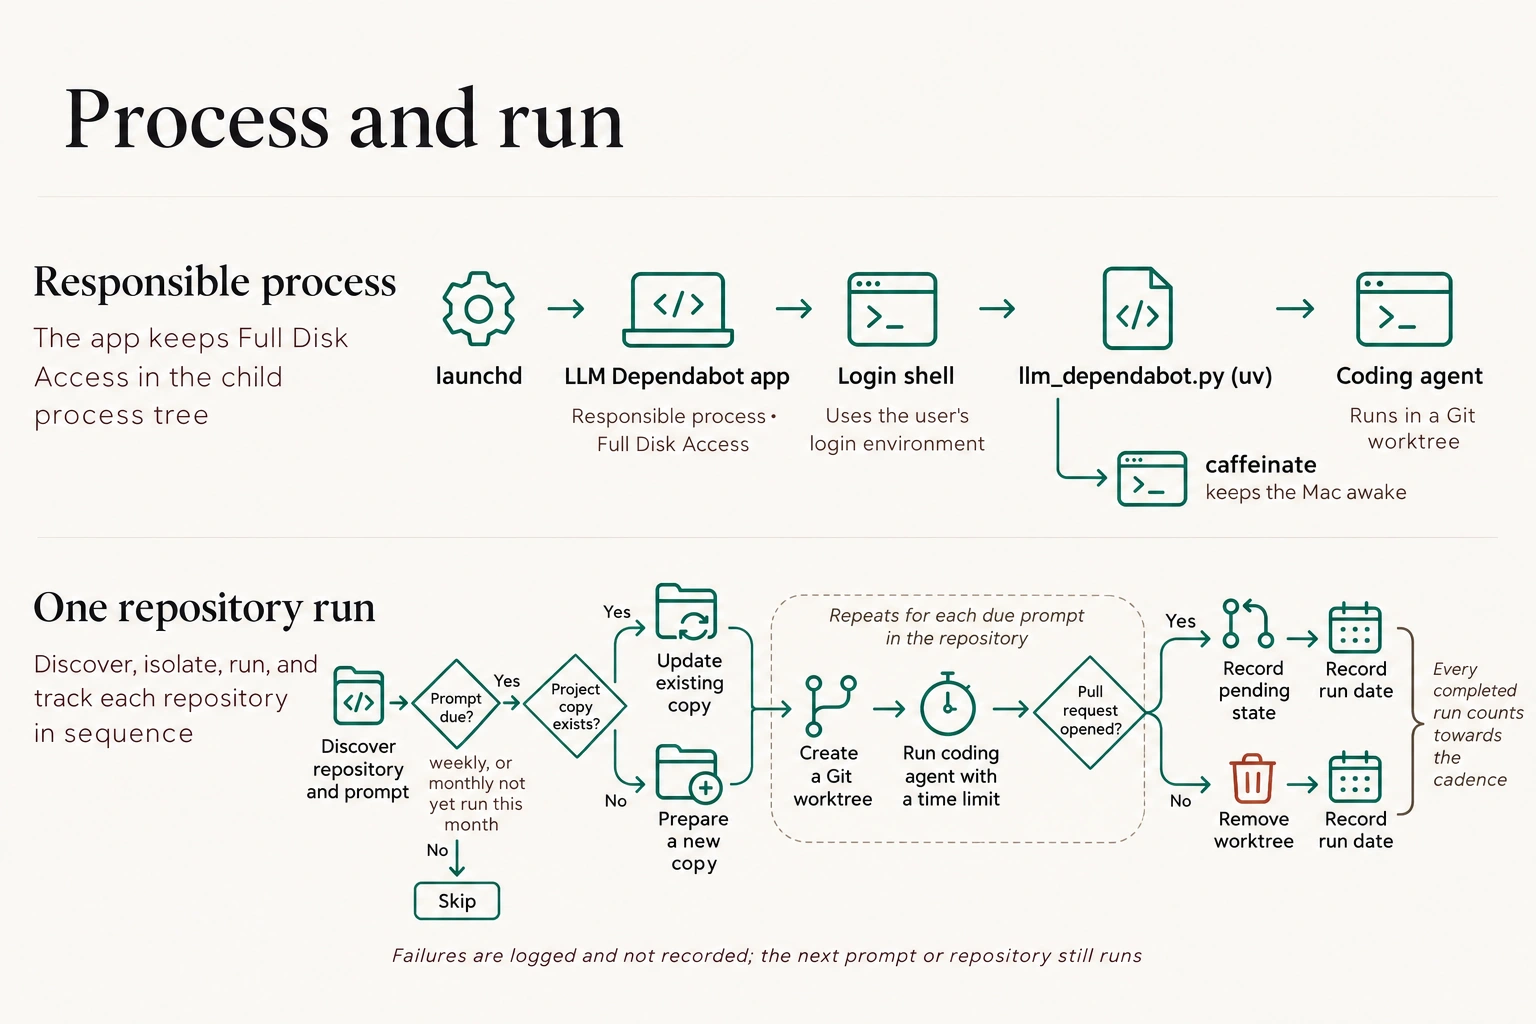 Process and run
Responsible process
The app keeps Full Disk
Access in the child
process tree
launchd
LLM Dependabot app
Responsible process •
Full Disk Access
Login shell
Uses the user's
login environment
llm_dependabot.py (uv)
caffeinate
keeps the Mac awake
Coding agent
Runs in a Git
worktree
One repository run
Discover, isolate, run, and
track each repository
in sequence
Discover
repository
and prompt
Prompt
due?
weekly, or
monthly not
yet run this
month
No
Skip
Yes
Project
copy
exists?
Yes
Update
existing
copy
No
Prepare
a new
copy
Repeats for each due prompt
in the repository
Create
a Git
worktree
Run coding
agent with
a time limit
Pull
request
opened?
Yes
Record
pending
state
Record
run date
No
Remove
worktree
Record
run date
Every
completed
run counts
towards
the
cadence
Failures are logged and not recorded; the next prompt or repository still runs